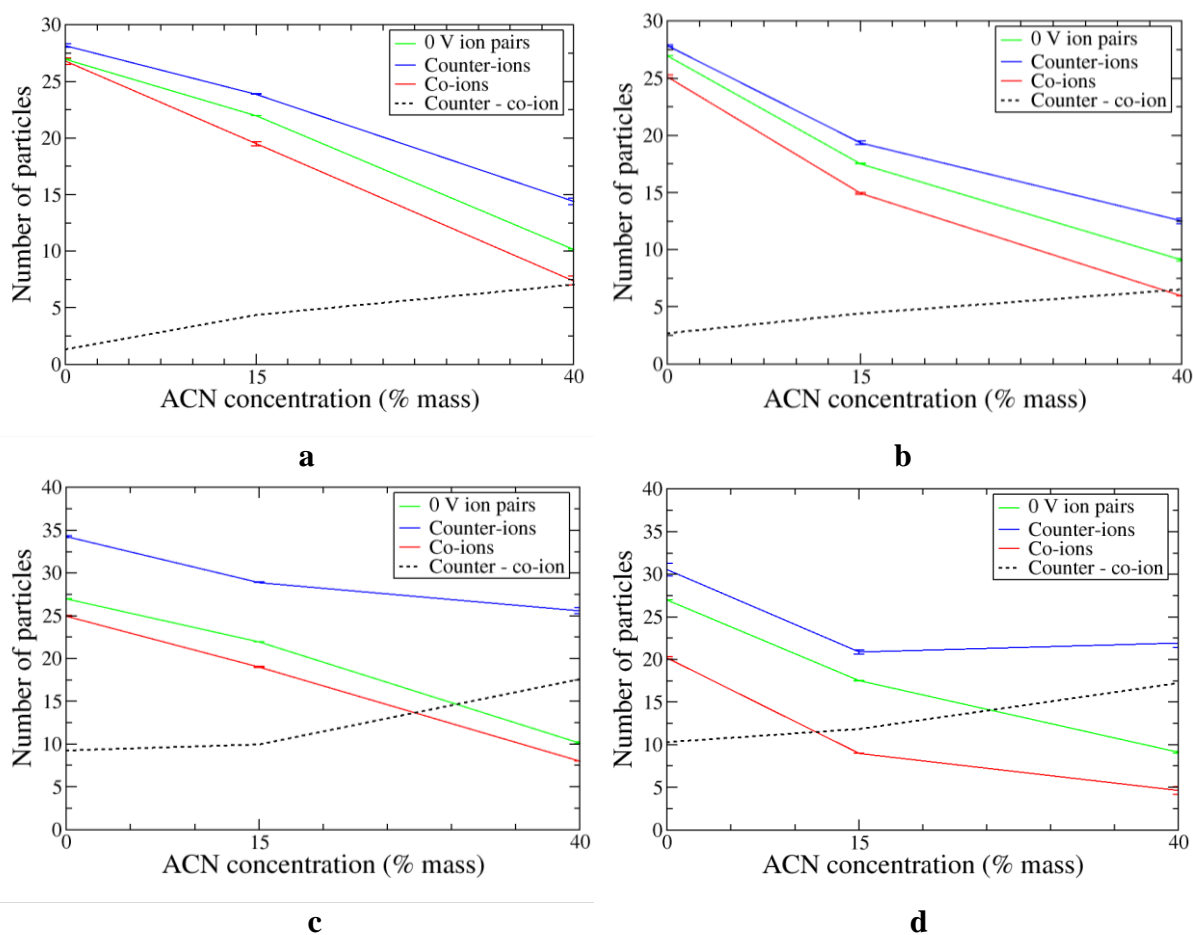 30
25
20
15
10
5
0
Number of particles
0 V ion pairs
Counter-ions
Co-ions
Counter - co-ion
0 15 40
ACN concentration (% mass)
a
30
25
20
15
10
5
0
Number of particles
0 V ion pairs
Counter-ions
Co-ions
Counter - co-ion
0 15 40
ACN concentration (% mass)
b
40
35
30
25
20
15
10
5
0
Number of particles
0 V ion pairs
Counter-ions
Co-ions
Counter - co-ion
0 15 40
ACN concentration (% mass)
c
40
35
30
25
20
15
10
5
0
Number of particles
0 V ion pairs
Counter-ions
Co-ions
Counter - co-ion
0 15 40
ACN concentration (% mass)
d